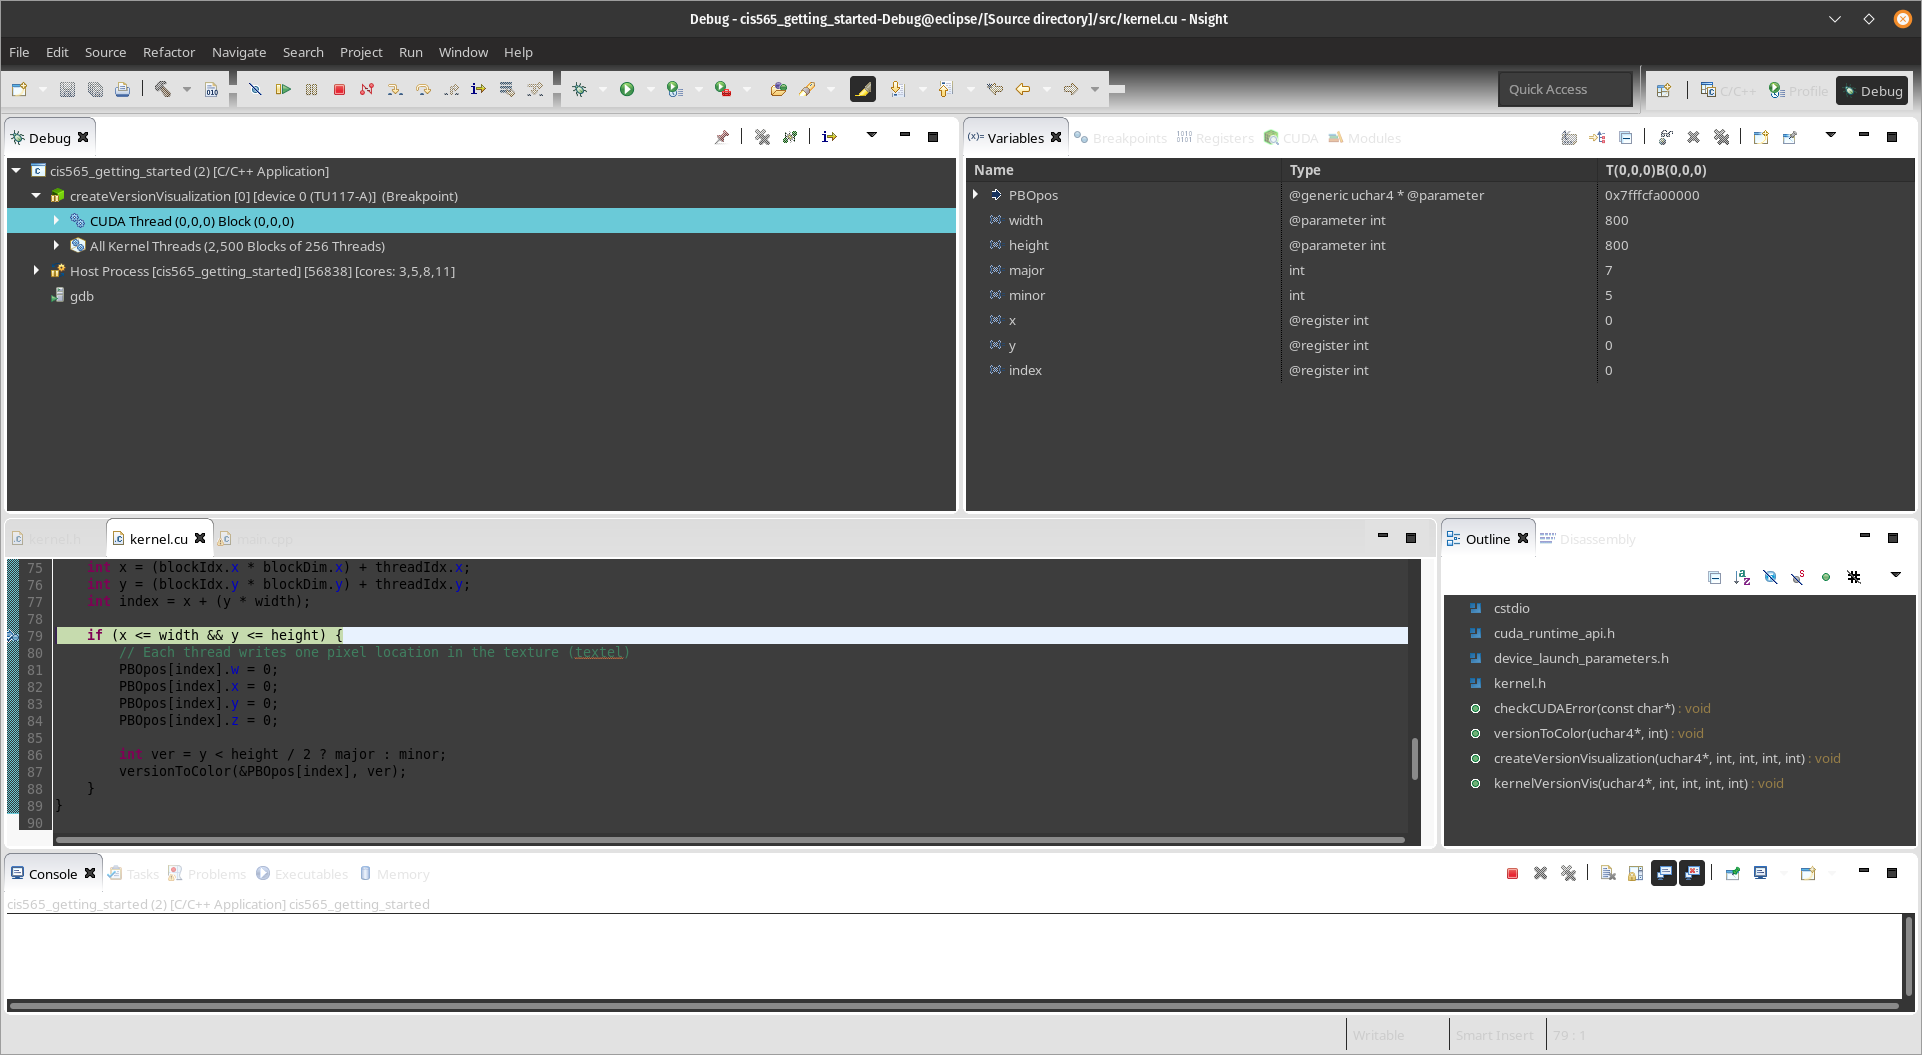 Debug - cis565_getting_started-Debug@eclipse/[Source directory]/src/kernel.cu - Nsight
File Edit Source Refactor Navigate Search Project Run Window Help
Quick Access
C/C++ Profile Debug
Debug
cis565_getting_started (2) [C/C++ Application]
createVersionVisualization [0] [device 0 (TU117-A)] (Breakpoint)
CUDA Thread (0,0,0) Block (0,0,0)
All Kernel Threads (2,500 Blocks of 256 Threads)
Host Process [cis565_getting_started] [56838] [cores: 3,5,8,11]
gdb
(x)= Variables Breakpoints Registers CUDA Modules
Name Type T(0,0,0)B(0,0,0)
PBOpos @generic uchar4 * @parameter 0x7fffcfa00000
width @parameter int 800
height @parameter int 800
major int 7
minor int 5
x @register int 0
y @register int 0
index @register int 0
kernel.h kernel.cu main.cpp
75 int x = (blockIdx.x * blockDim.x) + threadIdx.x;
76 int y = (blockIdx.y * blockDim.y) + threadIdx.y;
77 int index = x + (y * width);
78
79 if (x <= width && y <= height) {
80 // Each thread writes one pixel location in the texture (textel)
81 PBOpos[index].w = 0;
82 PBOpos[index].x = 0;
83 PBOpos[index].y = 0;
84 PBOpos[index].z = 0;
85
86 int ver = y < height / 2 ? major : minor;
87 versionToColor(&PBOpos[index], ver);
88 }
89 }
90
Outline Disassembly
cstdio
cuda_runtime_api.h
device_launch_parameters.h
kernel.h
checkCUDAError(const char*) : void
versionToColor(uchar4*, int) : void
createVersionVisualization(uchar4*, int, int, int, int) : void
kernelVersionVis(uchar4*, int, int, int, int) : void
Console Tasks Problems Executables Memory
cis565_getting_started (2) [C/C++ Application] cis565_getting_started
Writable Smart Insert 79 : 1